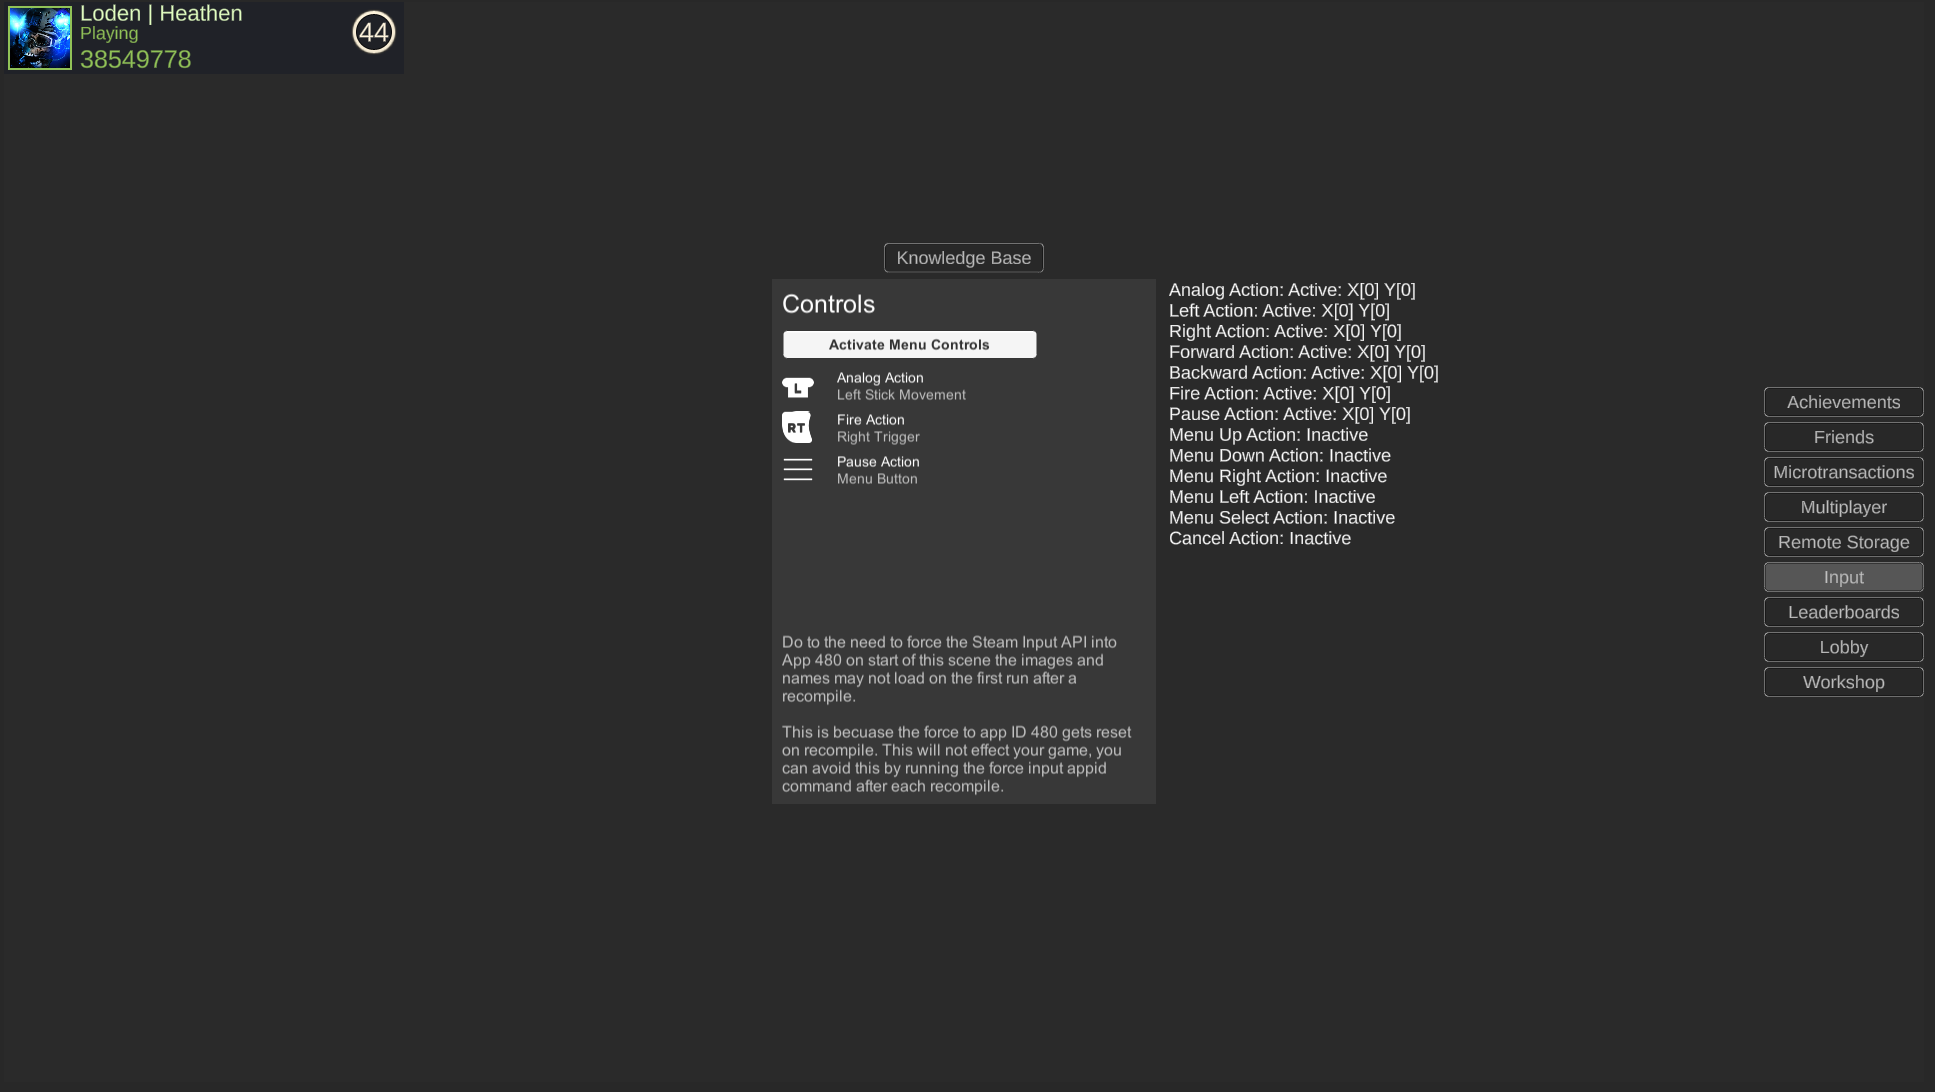 Loden | Heathen
Playing
38549778
44
Knowledge Base
Controls
Activate Menu Controls
L
Analog Action
Left Stick Movement
RT
Fire Action
Right Trigger
Pause Action
Menu Button
Do to the need to force the Steam Input API into
App 480 on start of this scene the images and
names may not load on the first run after a
recompile.
This is becuase the force to app ID 480 gets reset
on recompile. This will not effect your game, you
can avoid this by running the force input appid
command after each recompile.
Analog Action: Active: X[0] Y[0]
Left Action: Active: X[0] Y[0]
Right Action: Active: X[0] Y[0]
Forward Action: Active: X[0] Y[0]
Backward Action: Active: X[0] Y[0]
Fire Action: Active: X[0] Y[0]
Pause Action: Active: X[0] Y[0]
Menu Up Action: Inactive
Menu Down Action: Inactive
Menu Right Action: Inactive
Menu Left Action: Inactive
Menu Select Action: Inactive
Cancel Action: Inactive
Achievements
Friends
Microtransactions
Multiplayer
Remote Storage
Input
Leaderboards
Lobby
Workshop